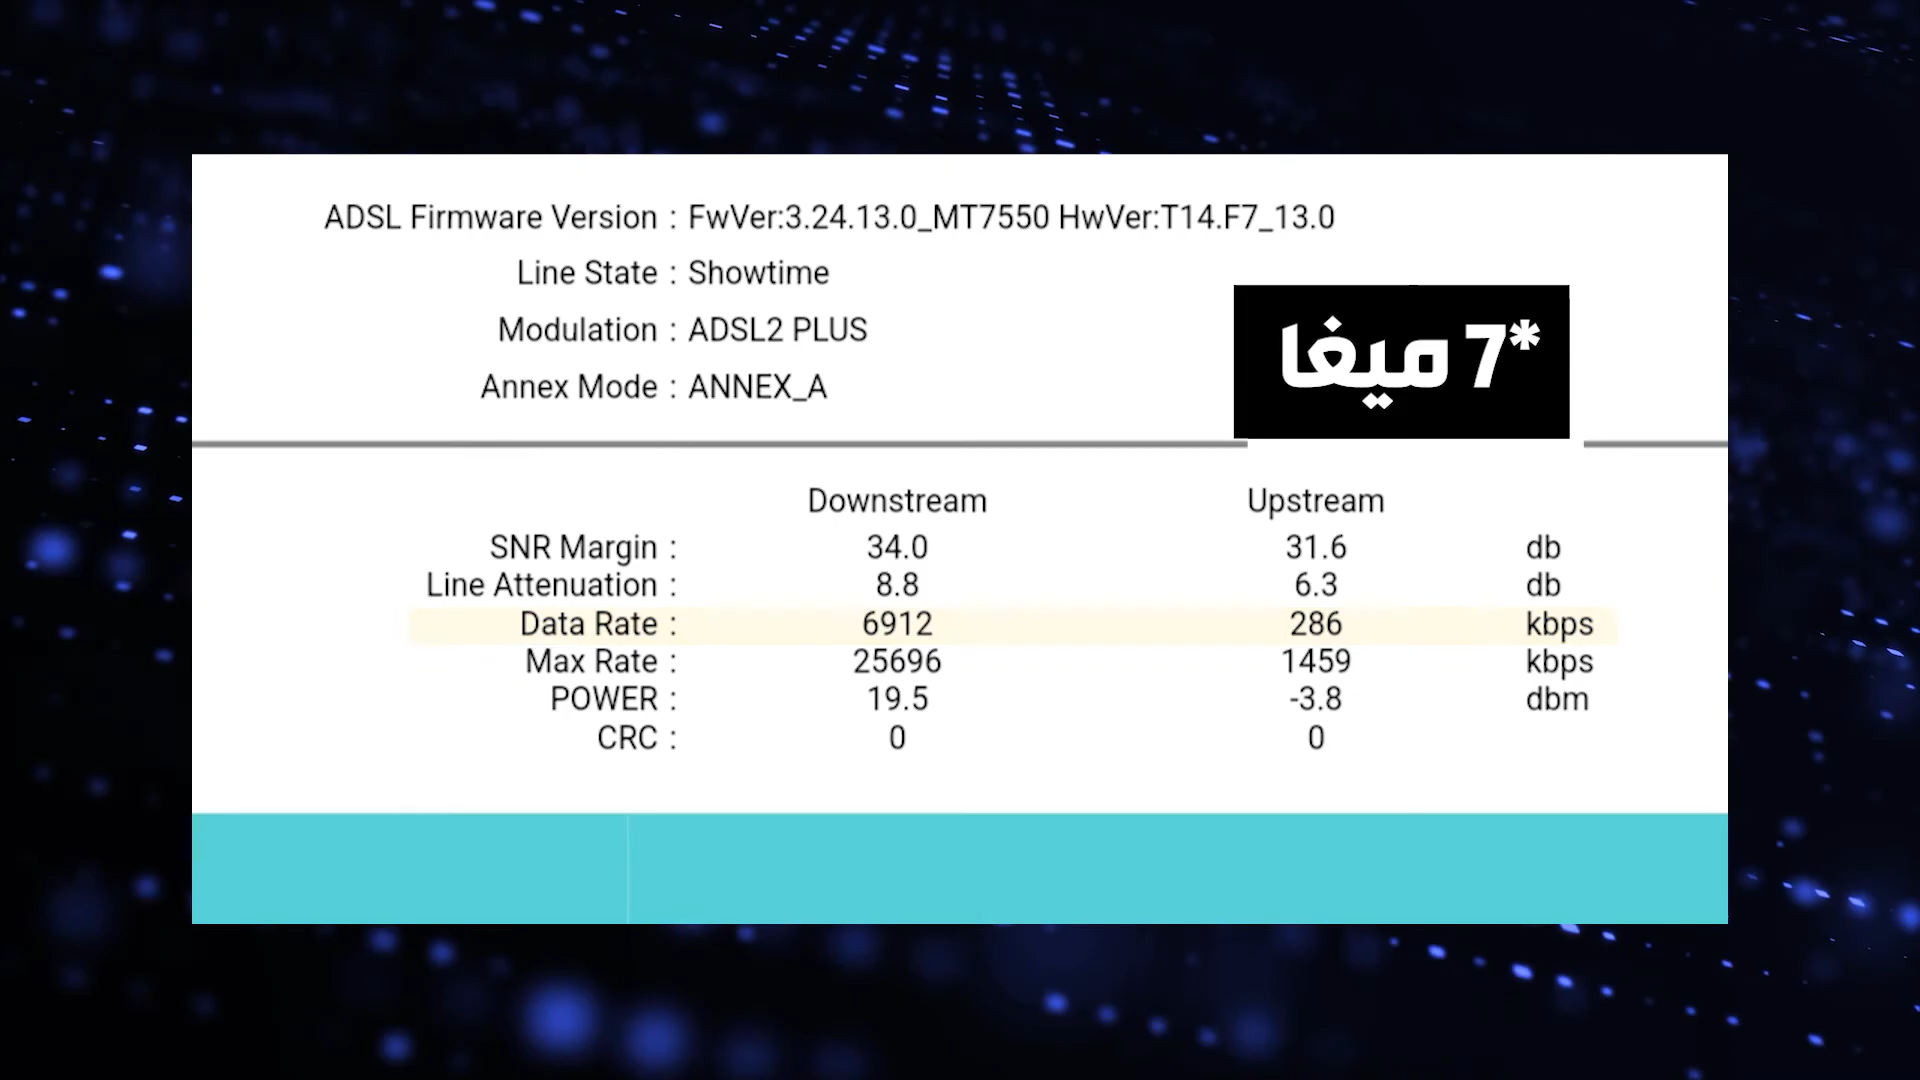 ADSL Firmware Version : FwVer:3.24.13.0_MT7550 HwVer:T14.F7_13.0
Line State : Showtime
Modulation : ADSL2 PLUS
Annex Mode : ANNEX_A
*7 ميغا
Downstream Upstream
SNR Margin : 34.0 31.6 db
Line Attenuation : 8.8 6.3 db
Data Rate : 6912 286 kbps
Max Rate : 25696 1459 kbps
POWER : 19.5 -3.8 dbm
CRC : 0 0